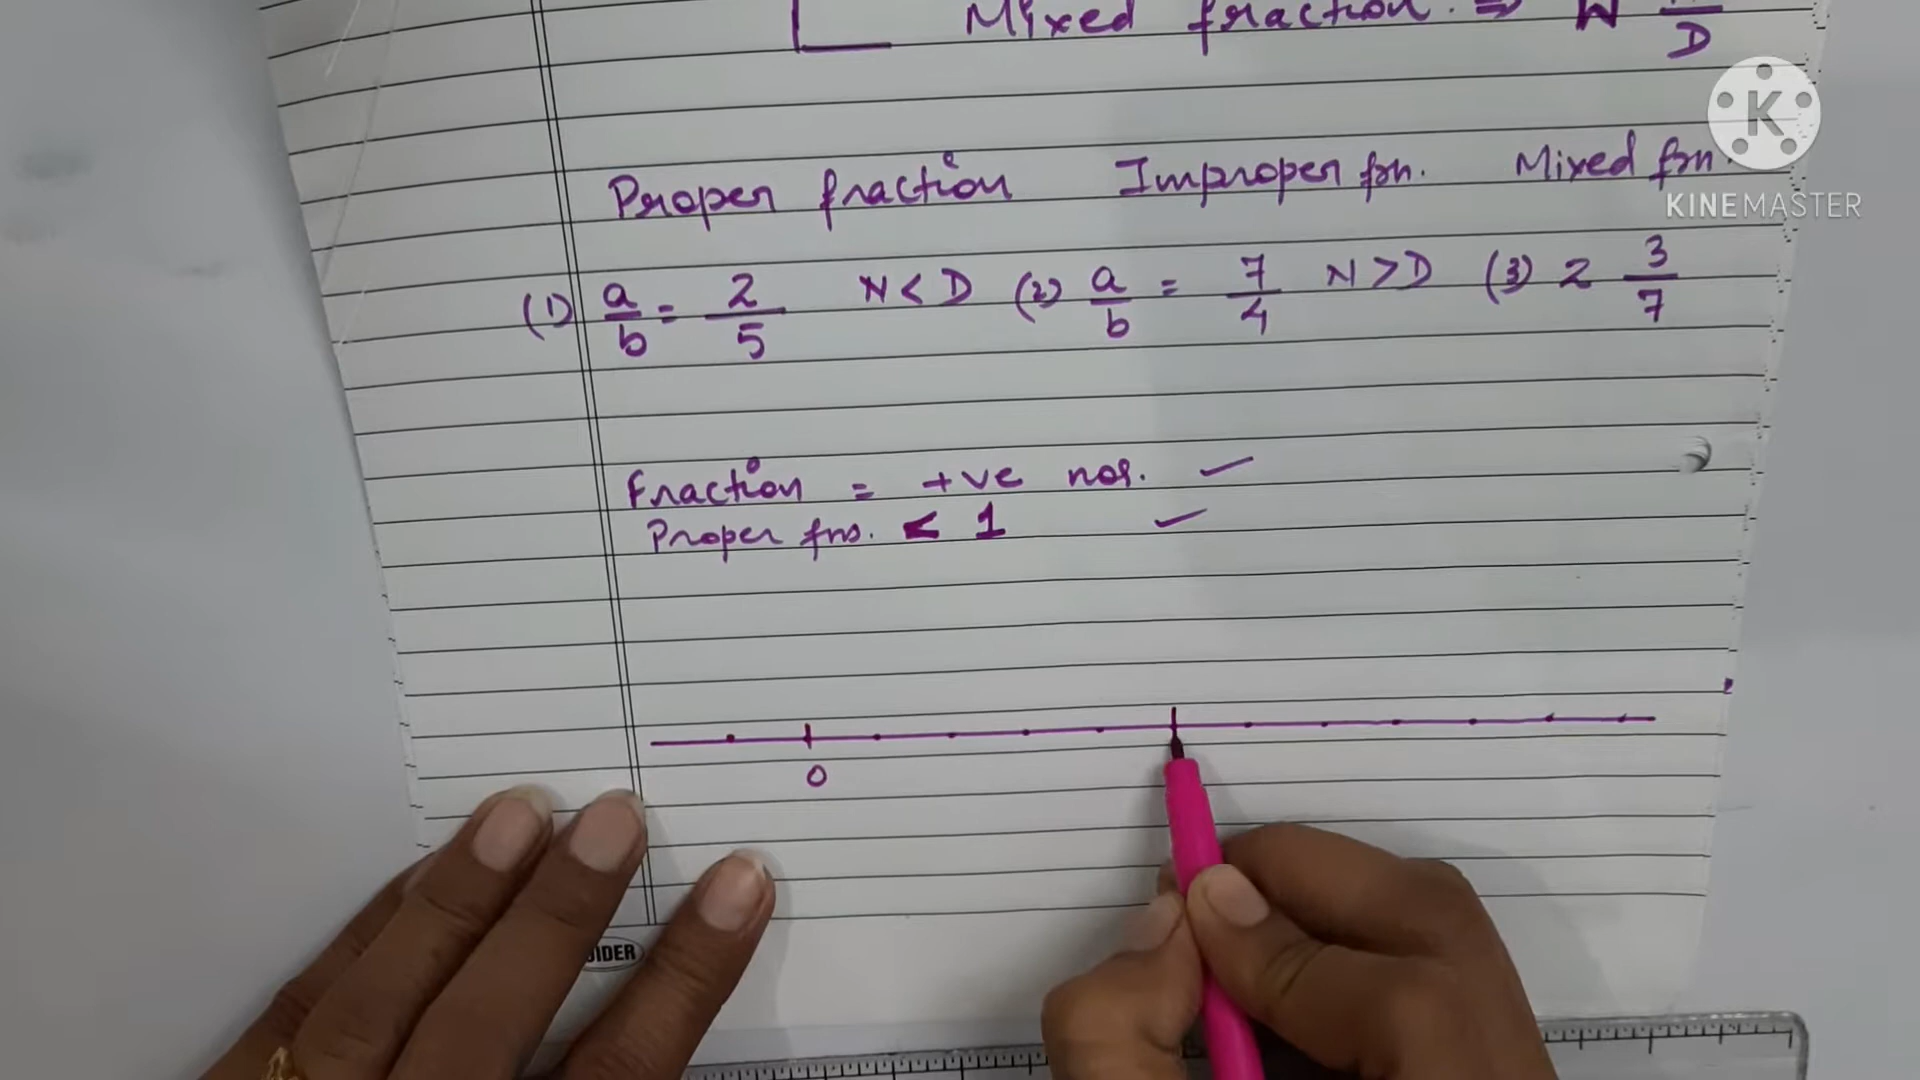 Mixed fraction. ⇒ W
D
K
KINEMASTER
Proper fraction Improper frn. Mixed frn.
(1) a/b = 2/5 N < D (2) a/b = 7/4 N > D (3) 2 3/7
Fraction = +ve nos. ✓
Proper frns. < 1 ✓
0